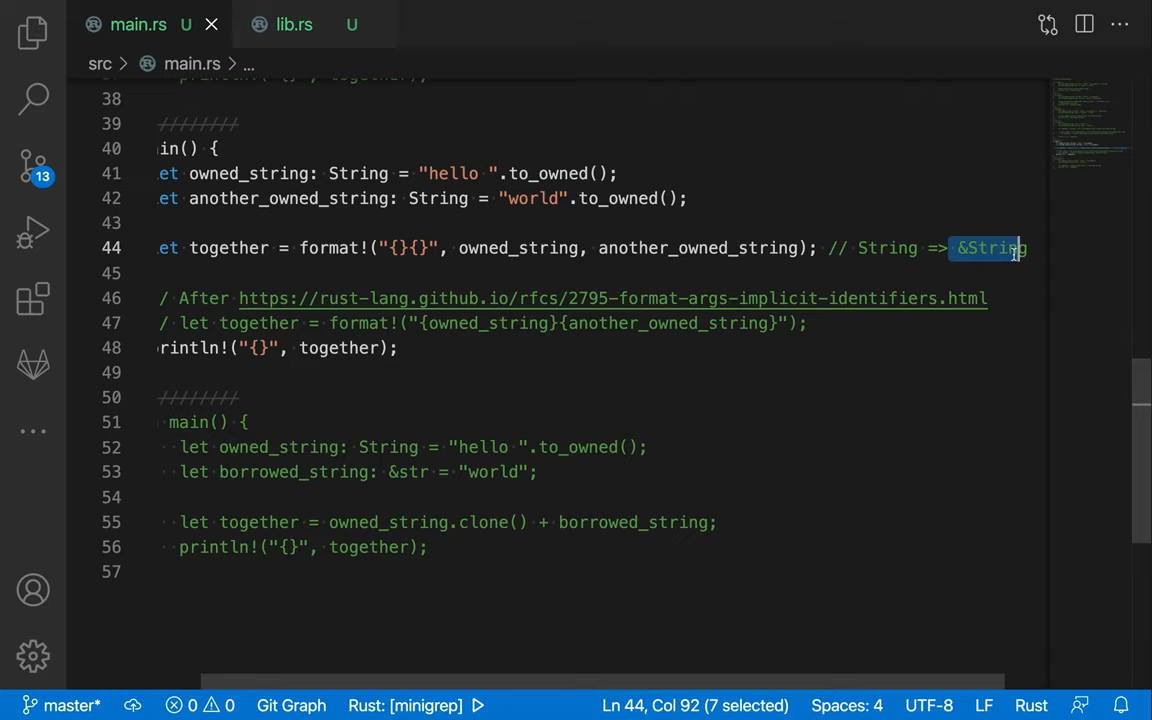 main.rs U
lib.rs U
src > main.rs > ...
38
39 ////////
40 in() {
41 et owned_string: String = "hello ".to_owned();
42 et another_owned_string: String = "world".to_owned();
43
44 et together = format!("{}{}", owned_string, another_owned_string); // String => &String
45
46 / After https://rust-lang.github.io/rfcs/2795-format-args-implicit-identifiers.html
47 / let together = format!("{owned_string}{another_owned_string}");
48 rintln!("{}", together);
49
50 ////////
51 main() {
52 let owned_string: String = "hello ".to_owned();
53 let borrowed_string: &str = "world";
54
55 let together = owned_string.clone() + borrowed_string;
56 println!("{}", together);
57
13
master* 0 0 Git Graph Rust: [minigrep] Ln 44, Col 92 (7 selected) Spaces: 4 UTF-8 LF Rust